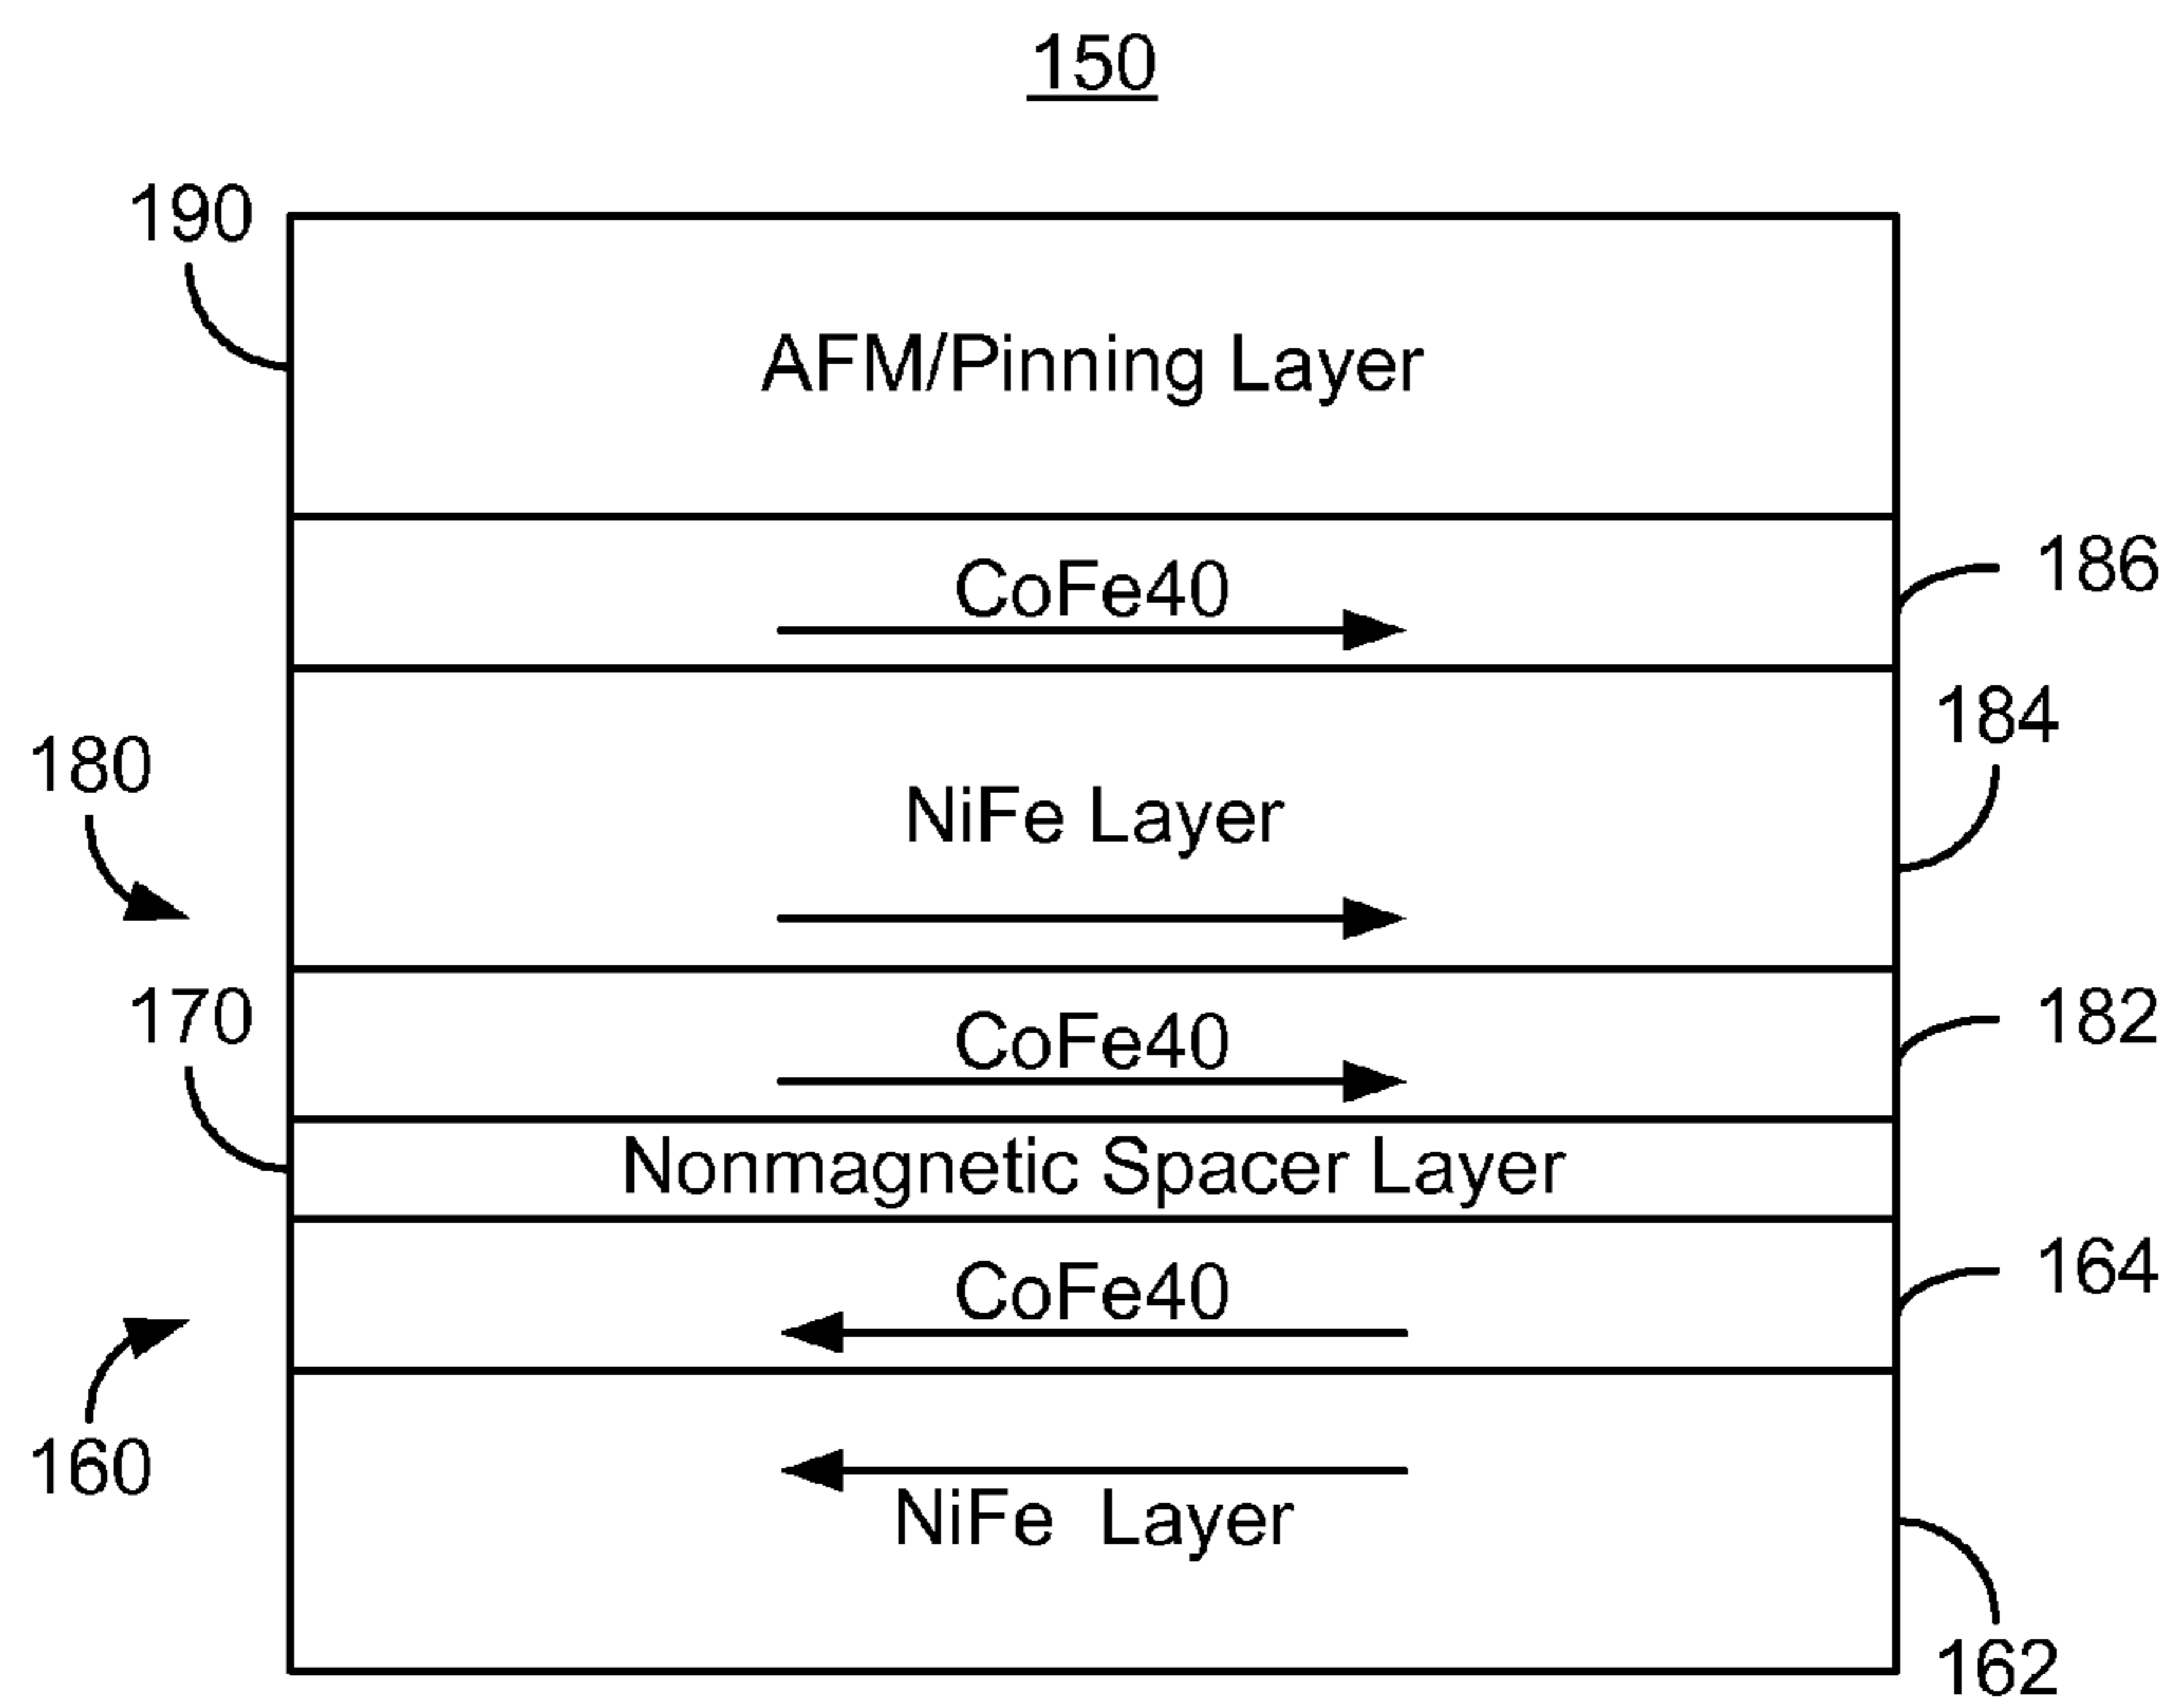 150
190
AFM/Pinning Layer
CoFe40
186
184
180
NiFe Layer
170
CoFe40
182
Nonmagnetic Spacer Layer
CoFe40
164
160
NiFe Layer
162